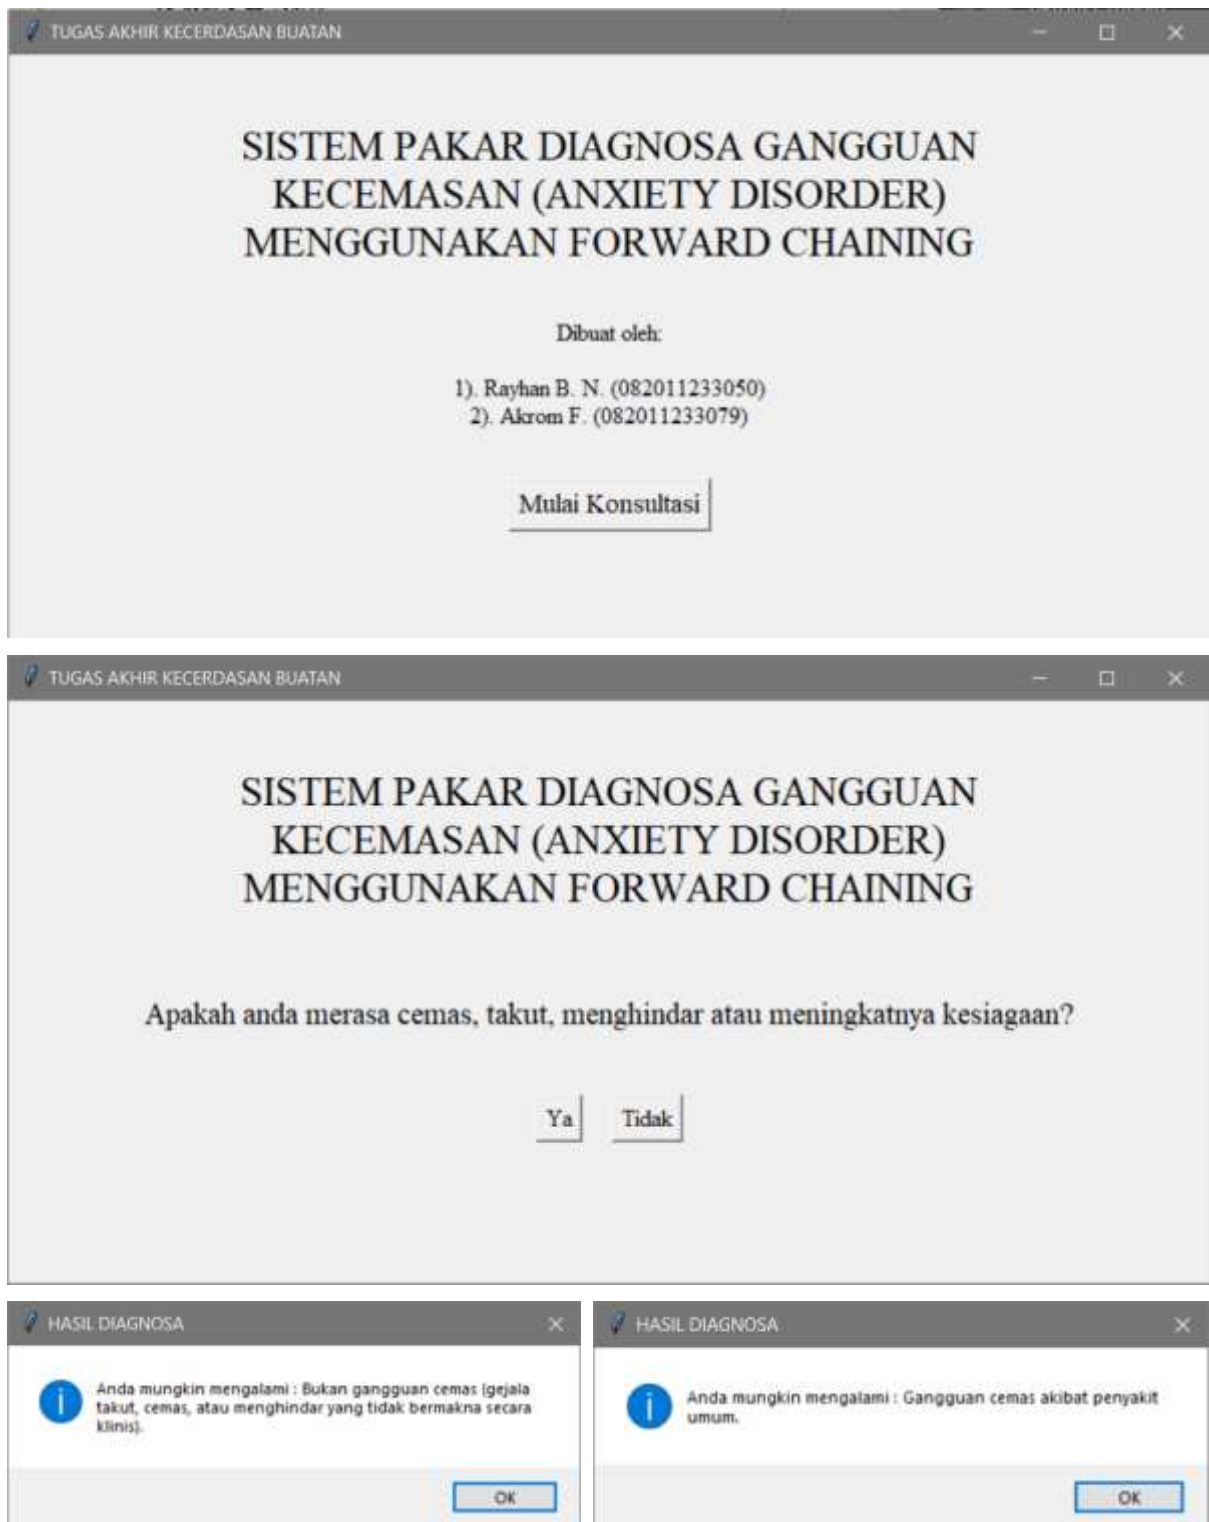 TUGAS AKHIR KECERDASAN BUATAN
SISTEM PAKAR DIAGNOSA GANGGUAN
KECEMASAN (ANXIETY DISORDER)
MENGGUNAKAN FORWARD CHAINING
Dibuat oleh:
1). Rayhan B. N. (082011233050)
2). Akrom F. (082011233079)
Mulai Konsultasi
TUGAS AKHIR KECERDASAN BUATAN
SISTEM PAKAR DIAGNOSA GANGGUAN
KECEMASAN (ANXIETY DISORDER)
MENGGUNAKAN FORWARD CHAINING
Apakah anda merasa cemas, takut, menghindar atau meningkatnya kesiagaan?
Ya Tidak
HASIL DIAGNOSA
Anda mungkin mengalami : Bukan gangguan cemas (gejala
takut, cemas, atau menghindar yang tidak bermakna secara
klinis).
OK
HASIL DIAGNOSA
Anda mungkin mengalami : Gangguan cemas akibat penyakit
umum.
OK